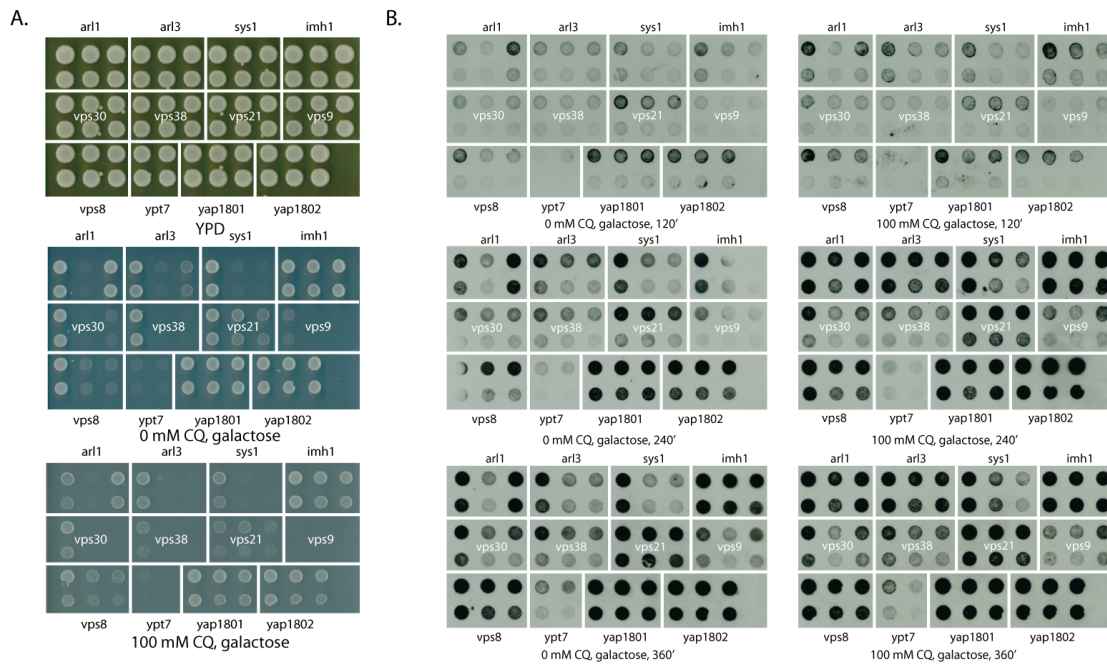 A.
arl1 arl3 sys1 imh1
vps30 vps38 vps21 vps9
vps8 ypt7 yap1801 yap1802
YPD
arl1 arl3 sys1 imh1
vps30 vps38 vps21 vps9
vps8 ypt7 yap1801 yap1802
0 mM CQ, galactose
arl1 arl3 sys1 imh1
vps30 vps38 vps21 vps9
vps8 ypt7 yap1801 yap1802
100 mM CQ, galactose
B.
arl1 arl3 sys1 imh1
vps30 vps38 vps21 vps9
vps8 ypt7 yap1801 yap1802
0 mM CQ, galactose, 120'
arl1 arl3 sys1 imh1
vps30 vps38 vps21 vps9
vps8 ypt7 yap1801 yap1802
100 mM CQ, galactose, 120'
arl1 arl3 sys1 imh1
vps30 vps38 vps21 vps9
vps8 ypt7 yap1801 yap1802
0 mM CQ, galactose, 240'
arl1 arl3 sys1 imh1
vps30 vps38 vps21 vps9
vps8 ypt7 yap1801 yap1802
100 mM CQ, galactose, 240'
arl1 arl3 sys1 imh1
vps30 vps38 vps21 vps9
vps8 ypt7 yap1801 yap1802
0 mM CQ, galactose, 360'
arl1 arl3 sys1 imh1
vps30 vps38 vps21 vps9
vps8 ypt7 yap1801 yap1802
100 mM CQ, galactose, 360'